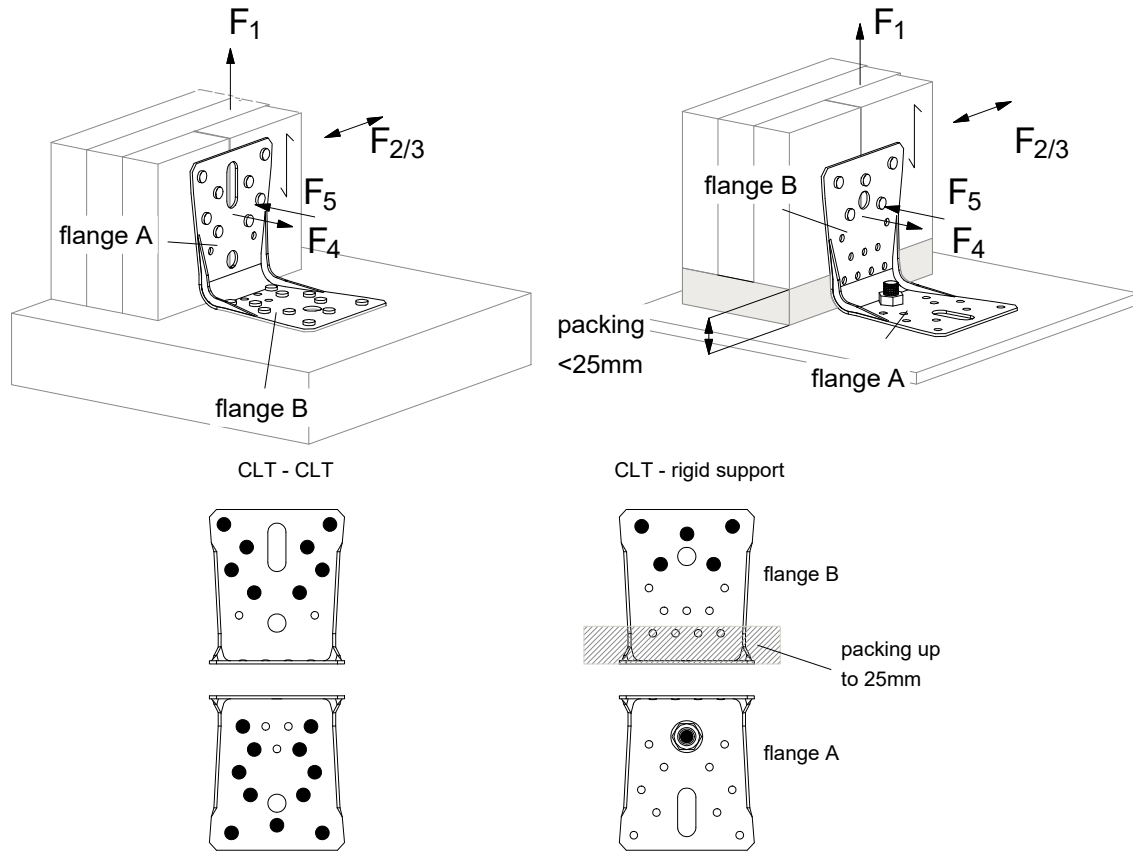 F1
F2/3
F5
F4
flange A
flange B
F1
F2/3
flange B
F5
F4
packing
<25mm
flange A
CLT - CLT
CLT - rigid support
flange B
packing up
to 25mm
flange A